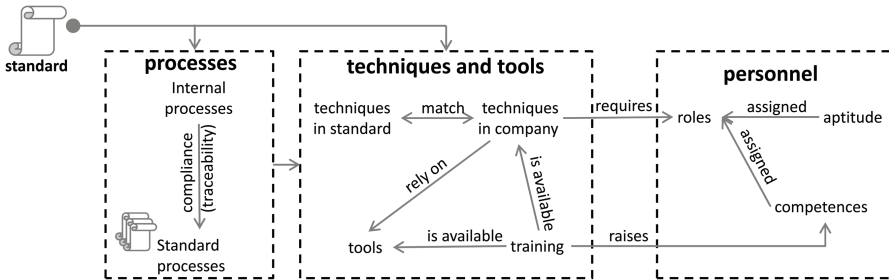 standard
processes
Internal
processes
compliance
(traceability)
Standard
processes
techniques and tools
techniques
in standard
match
techniques
in company
rely on
is available
tools
is available
training
requires
raises
personnel
roles
assigned
aptitude
assigned
competences